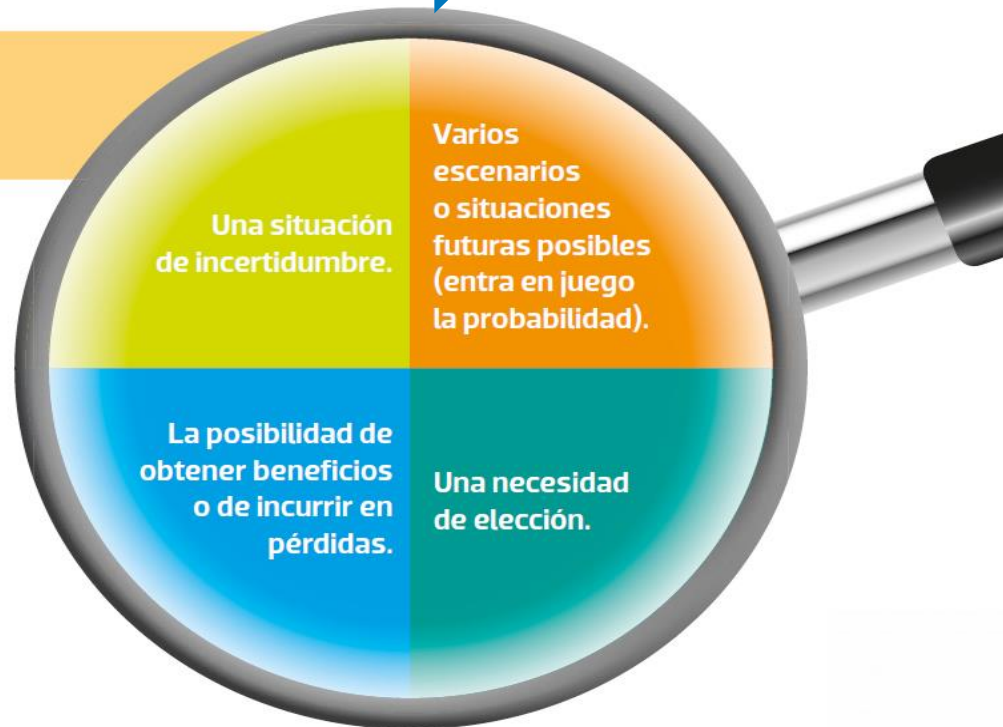 Una situación
de incertidumbre.
Varios
escenarios
o situaciones
futuras posibles
(entra en juego
la probabilidad).
La posibilidad de
obtener beneficios
o de incurrir en
pérdidas.
Una necesidad
de elección.